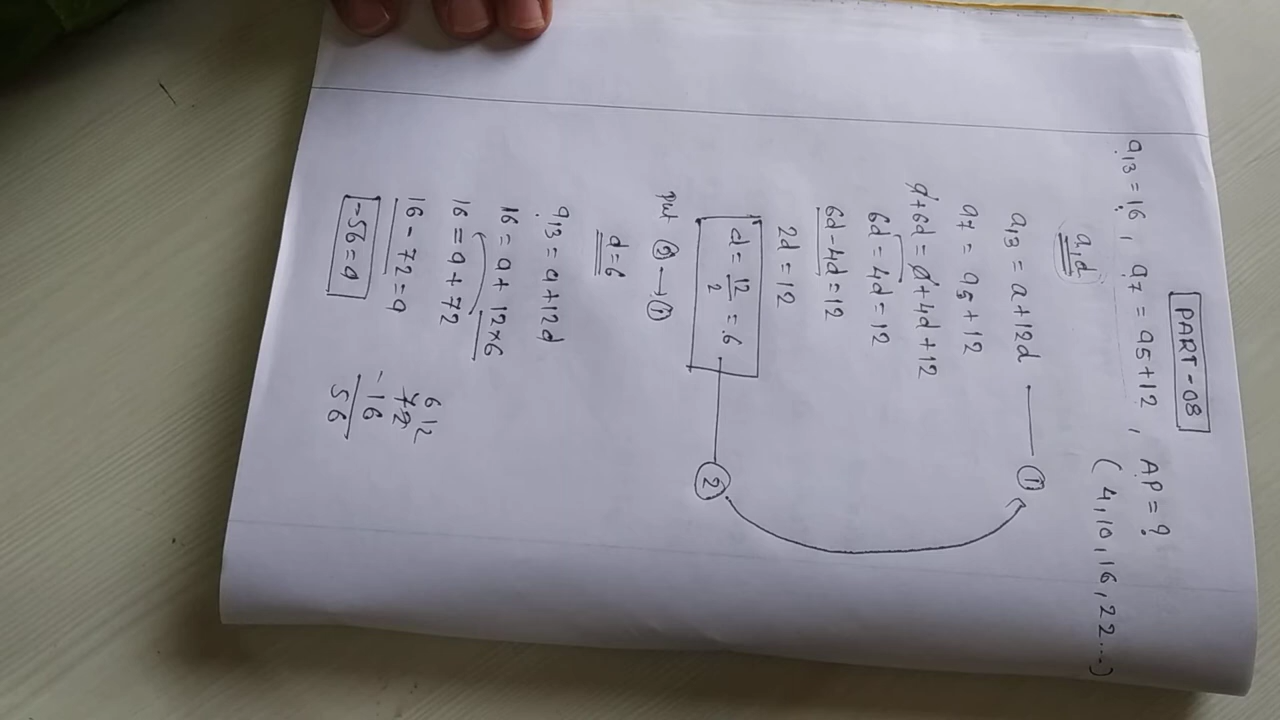 PART-08
a13 = 16, a7 = a5+12, AP = ?
(4,10,16,22...)
a,d
a13 = a+12d ①
a7 = a5+12
a+6d = a+4d+12
6d = 4d = 12
6d-4d=12
2d = 12
d = 12/2 = 6 ②
Put ② → ①
d=6
a13 = a+12d
16 = a + 12×6
16 = a + 72
16 - 72 = a
-56 = a
6 12
72
-16
56